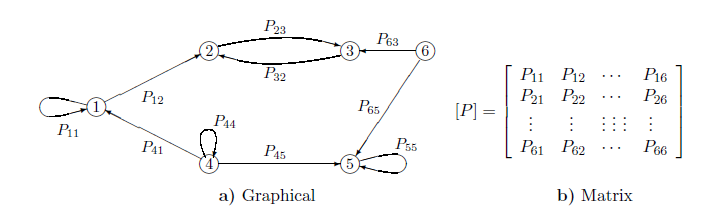 P23
2 3 P63 6
P32
P12
1
P11
P65
P41
P44
4 P45 5 P55
a) Graphical
[P] =
P11 P12 ··· P16
P21 P22 ··· P26
⋮ ⋮ ⋮⋮⋮ ⋮
P61 P62 ··· P66
b) Matrix